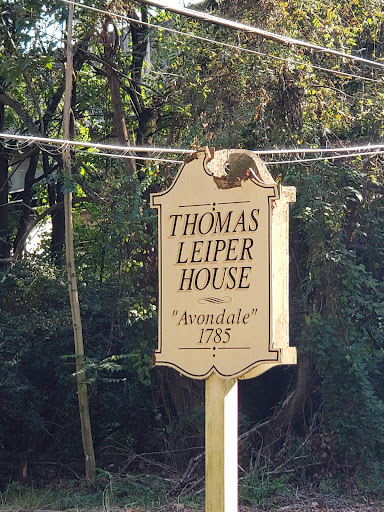 THOMAS
LEIPER
HOUSE
"Avondale"
1785